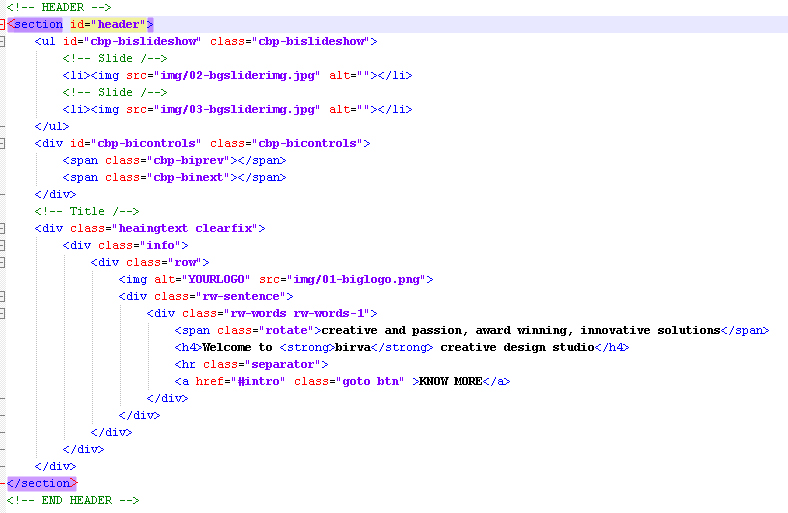 <!-- HEADER -->
<section id="header">
<ul id="cbp-bislideshow" class="cbp-bislideshow">
<!-- Slide /-->
<li><img src="img/02-bgsliderimg.jpg" alt=""></li>
<!-- Slide /-->
<li><img src="img/03-bgsliderimg.jpg" alt=""></li>
</ul>
<div id="cbp-bicontrols" class="cbp-bicontrols">
<span class="cbp-biprev"></span>
<span class="cbp-binext"></span>
</div>
<!-- Title /-->
<div class="heaingtext clearfix">
<div class="info">
<div class="row">
<img alt="YOURLOGO" src="img/01-biglogo.png">
<div class="rw-sentence">
<div class="rw-words rw-words-1">
<span class="rotate">creative and passion, award winning, innovative solutions</span>
<h4>Welcome to <strong>birva</strong> creative design studio</h4>
<hr class="separator">
<a href="#intro" class="goto btn" >KNOW MORE</a>
</div>
</div>
</div>
</div>
</div>
</section>
<!-- END HEADER -->